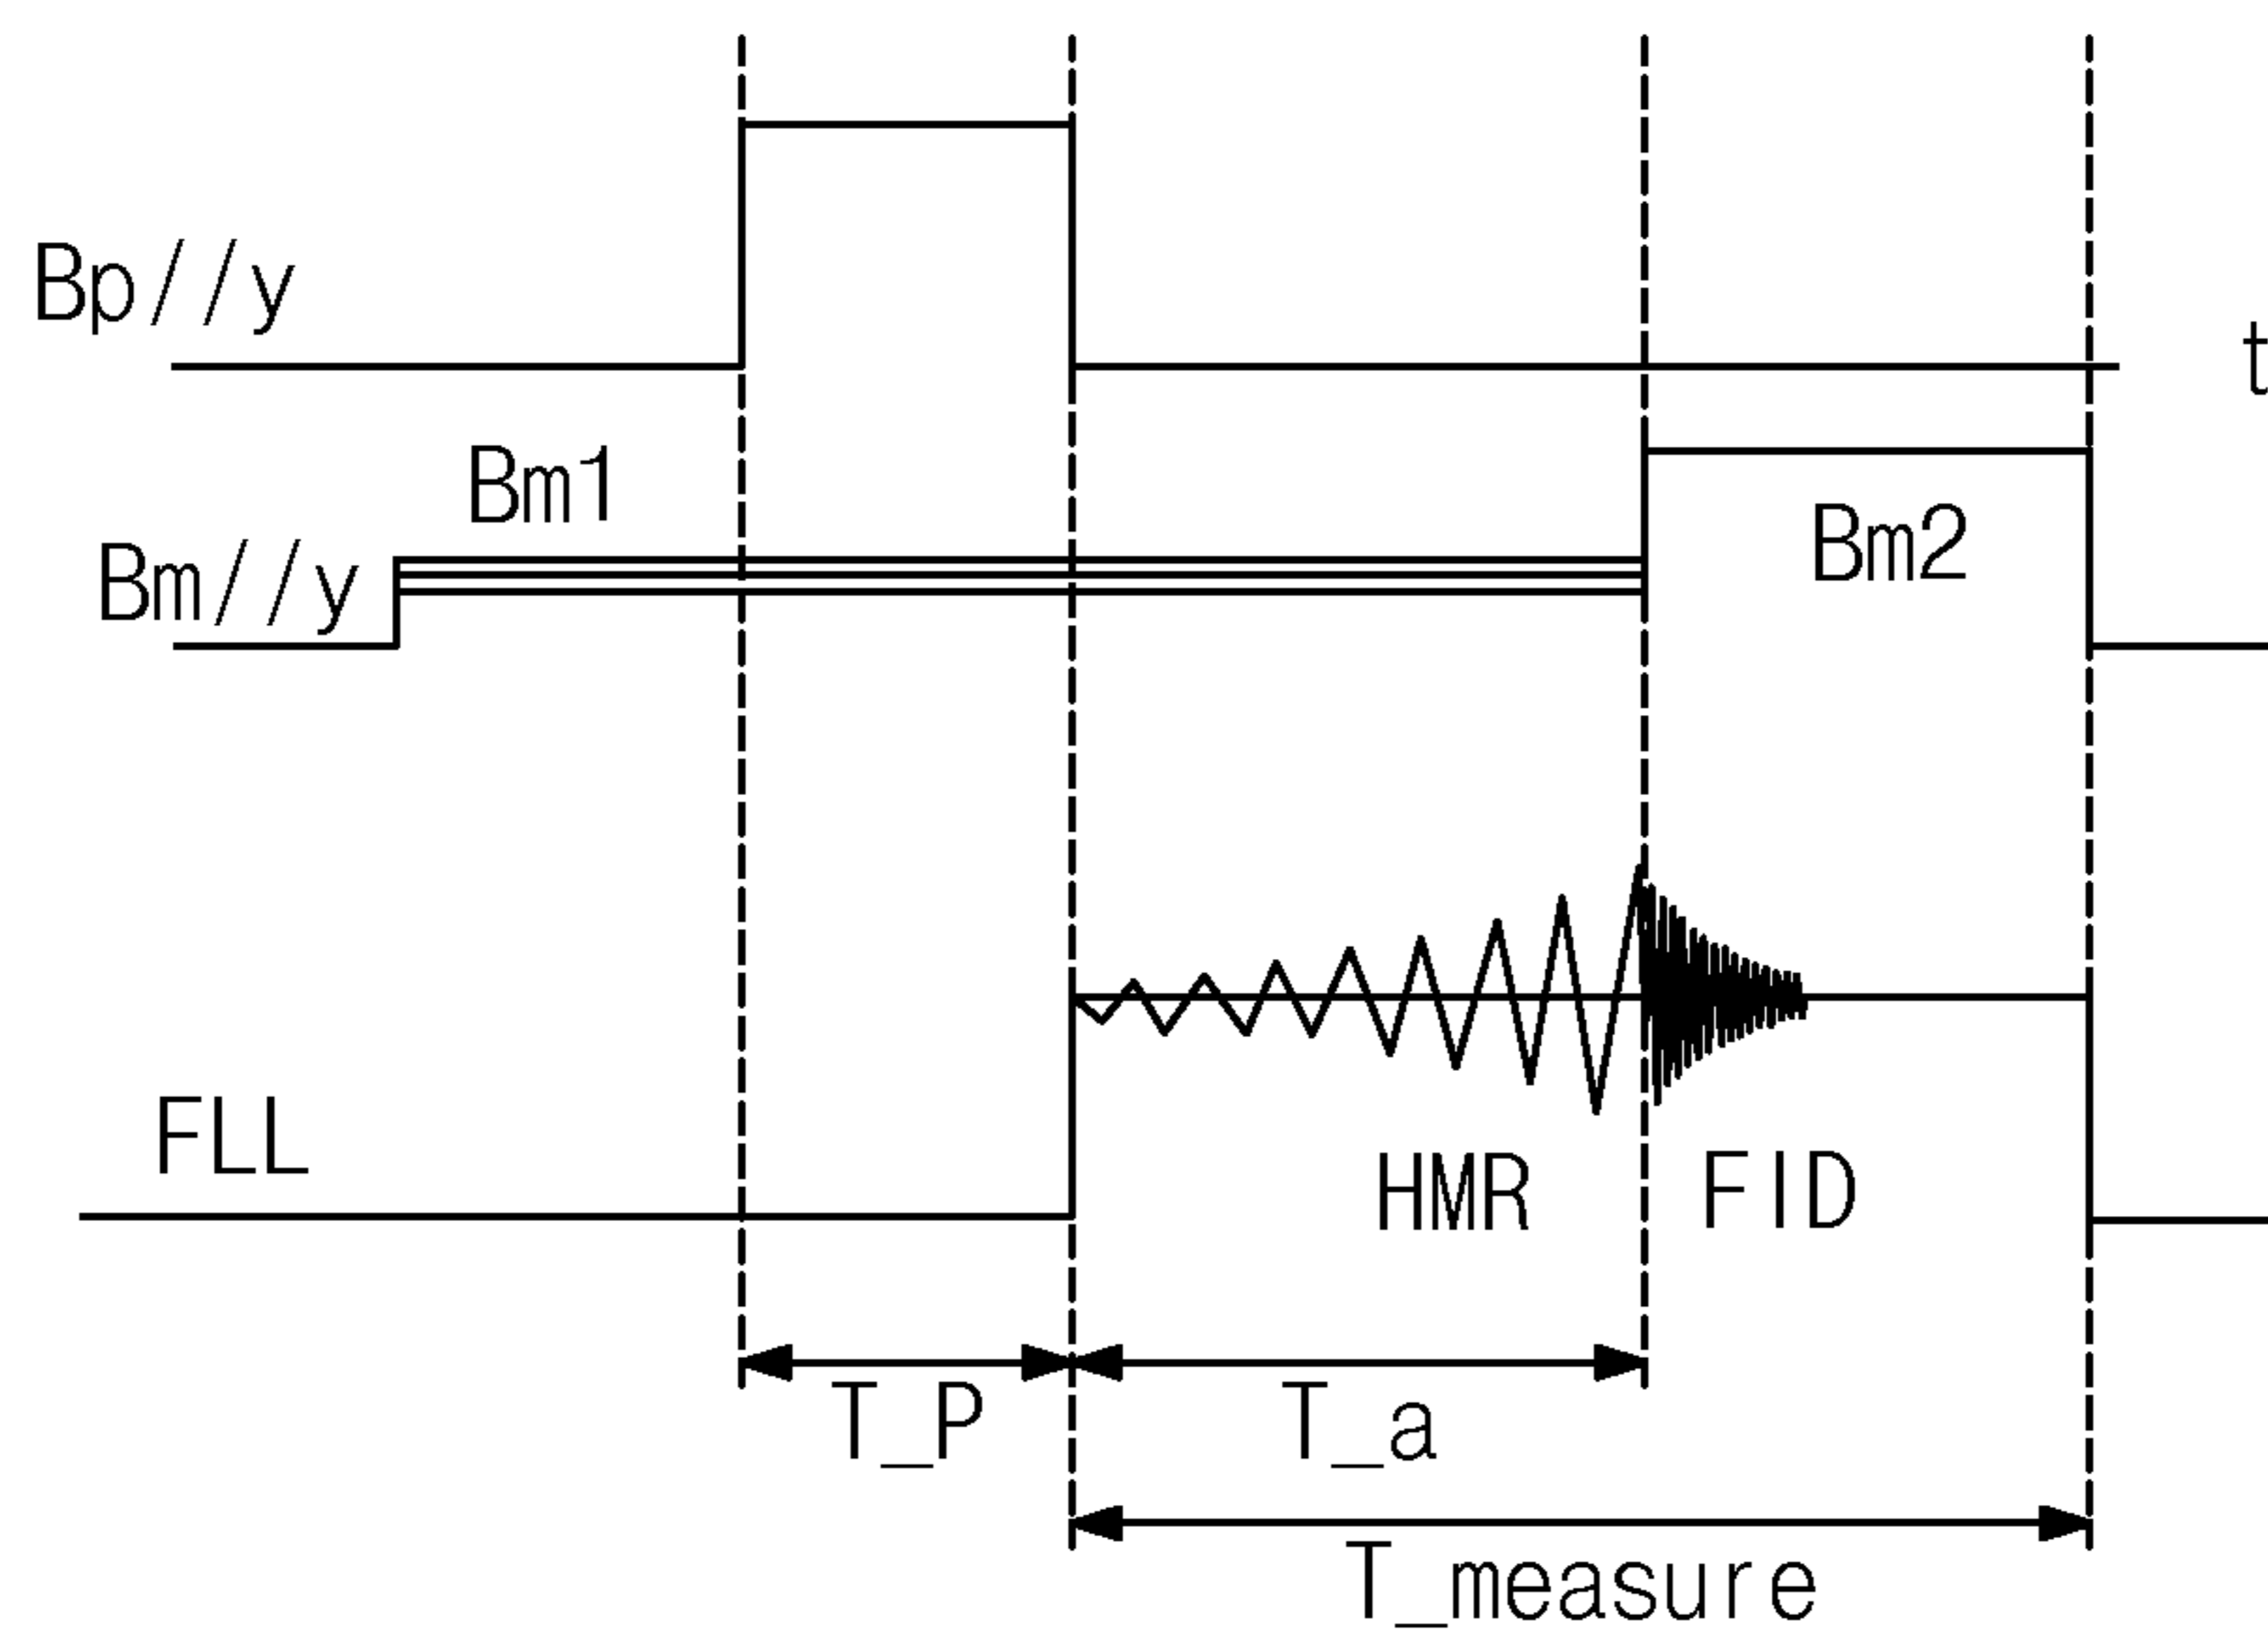 Bp//y
t
Bm1
Bm2
Bm//y
FLL
HMR
FID
T_P
T_a
T_measure